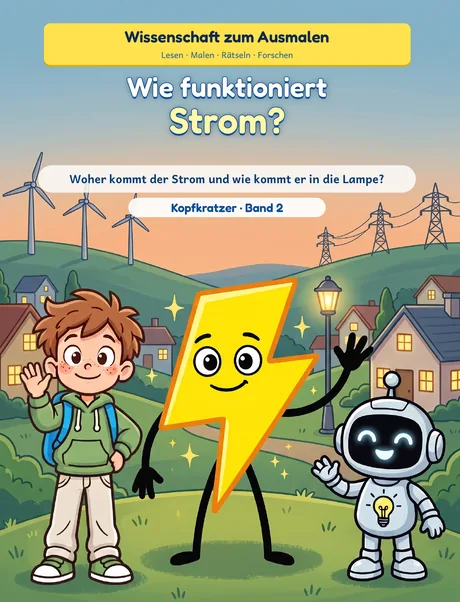 Wissenschaft zum Ausmalen
Lesen · Malen · Rätseln · Forschen
Wie funktioniert
Strom?
Woher kommt der Strom und wie kommt er in die Lampe?
Kopfkratzer · Band 2